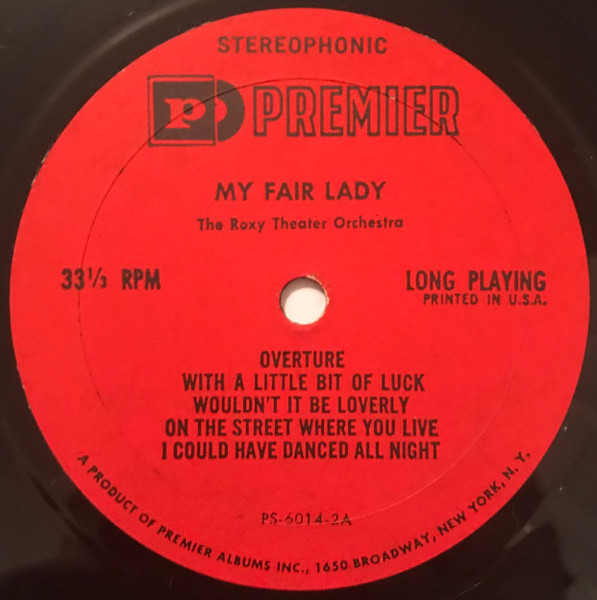 STEREOPHONIC
P PREMIER
MY FAIR LADY
The Roxy Theater Orchestra
33⅓ RPM
LONG PLAYING
PRINTED IN U.S.A.
OVERTURE
WITH A LITTLE BIT OF LUCK
WOULDN'T IT BE LOVERLY
ON THE STREET WHERE YOU LIVE
I COULD HAVE DANCED ALL NIGHT
PS-6014-2A
A PRODUCT OF PREMIER ALBUMS INC., 1650 BROADWAY, NEW YORK, N. Y.